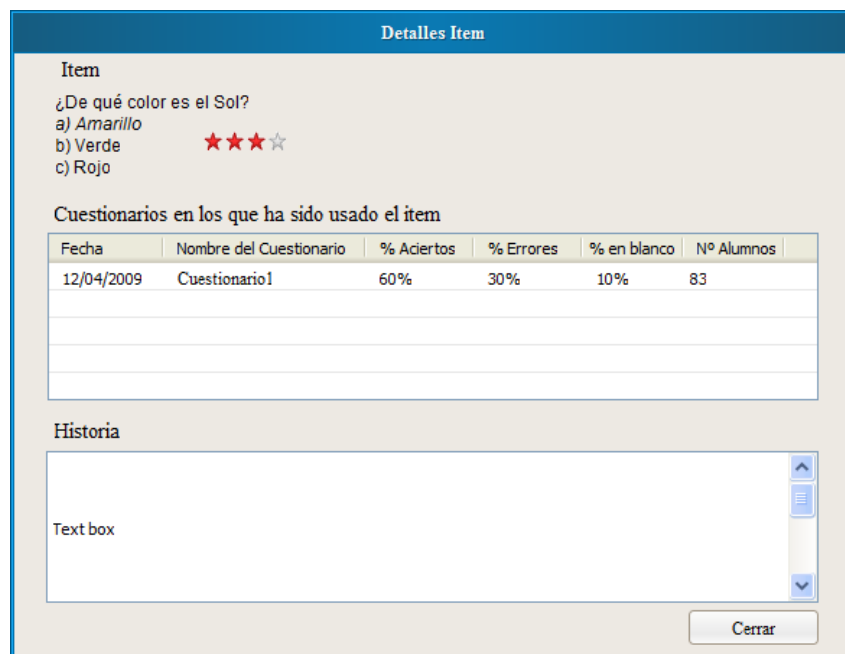 Detalles Item
Item
¿De qué color es el Sol?
a) Amarillo
b) Verde
c) Rojo
Cuestionarios en los que ha sido usado el item
Fecha Nombre del Cuestionario % Aciertos % Errores % en blanco Nº Alumnos
12/04/2009 Cuestionario1 60% 30% 10% 83
Historia
Text box
Cerrar